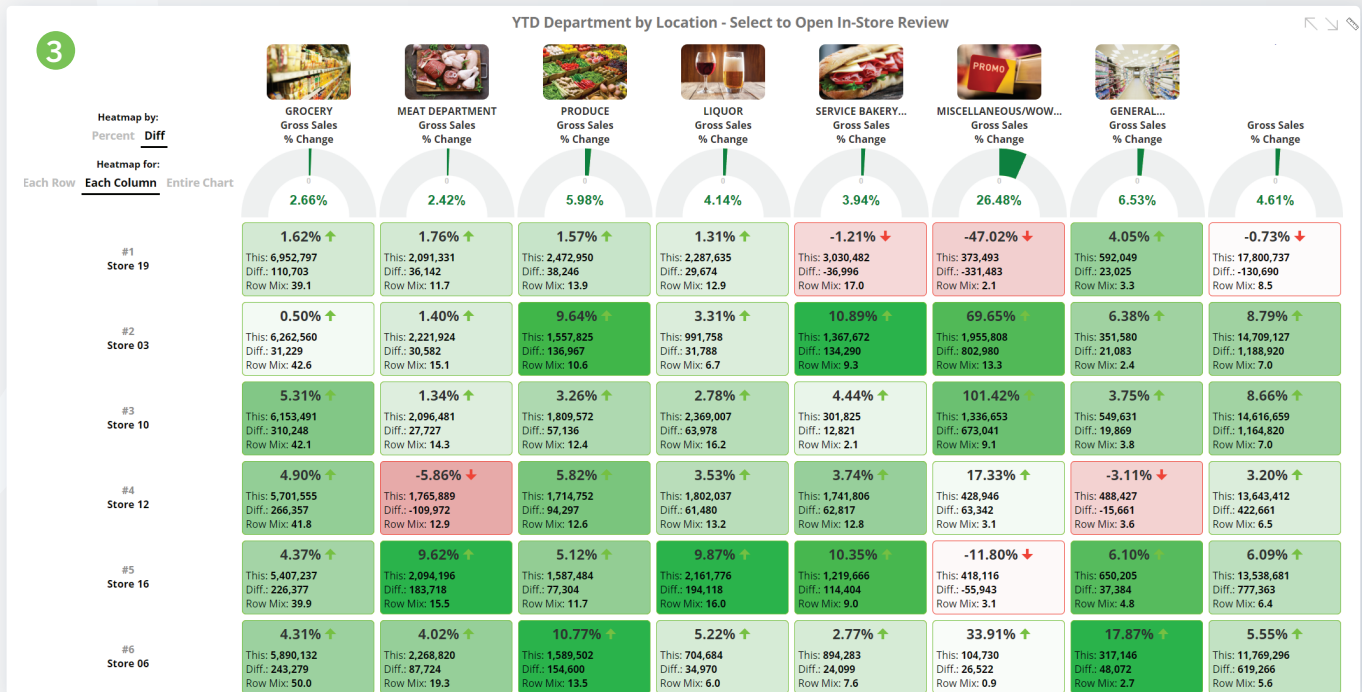 YTD Department by Location - Select to Open In-Store Review
3
PROMO
Heatmap by:
Percent Diff
Heatmap for:
Each Row Each Column Entire Chart
GROCERY
Gross Sales
% Change
0
2.66%
MEAT DEPARTMENT
Gross Sales
% Change
0
2.42%
PRODUCE
Gross Sales
% Change
0
5.98%
LIQUOR
Gross Sales
% Change
0
4.14%
SERVICE BAKERY...
Gross Sales
% Change
0
3.94%
MISCELLANEOUS/WOW...
Gross Sales
% Change
0
26.48%
GENERAL...
Gross Sales
% Change
0
6.53%
Gross Sales
% Change
0
4.61%
#1
Store 19
1.62%
This: 6,952,797
Diff.: 110,703
Row Mix: 39.1
1.76%
This: 2,091,331
Diff.: 36,142
Row Mix: 11.7
1.57%
This: 2,472,950
Diff.: 38,246
Row Mix: 13.9
1.31%
This: 2,287,635
Diff.: 29,674
Row Mix: 12.9
-1.21%
This: 3,030,482
Diff.: -36,996
Row Mix: 17.0
-47.02%
This: 373,493
Diff.: -331,483
Row Mix: 2.1
4.05%
This: 592,049
Diff.: 23,025
Row Mix: 3.3
-0.73%
This: 17,800,737
Diff.: -130,690
Row Mix: 8.5
#2
Store 03
0.50%
This: 6,262,560
Diff.: 31,229
Row Mix: 42.6
1.40%
This: 2,221,924
Diff.: 30,582
Row Mix: 15.1
9.64%
This: 1,557,825
Diff.: 136,967
Row Mix: 10.6
3.31%
This: 991,758
Diff.: 31,788
Row Mix: 6.7
10.89%
This: 1,367,672
Diff.: 134,290
Row Mix: 9.3
69.65%
This: 1,955,808
Diff.: 802,980
Row Mix: 13.3
6.38%
This: 351,580
Diff.: 21,083
Row Mix: 2.4
8.79%
This: 14,709,127
Diff.: 1,188,920
Row Mix: 7.0
#3
Store 10
5.31%
This: 6,153,491
Diff.: 310,248
Row Mix: 42.1
1.34%
This: 2,096,481
Diff.: 27,727
Row Mix: 14.3
3.26%
This: 1,809,572
Diff.: 57,136
Row Mix: 12.4
2.78%
This: 2,369,007
Diff.: 63,978
Row Mix: 16.2
4.44%
This: 301,825
Diff.: 12,821
Row Mix: 2.1
101.42%
This: 1,336,653
Diff.: 673,041
Row Mix: 9.1
3.75%
This: 549,631
Diff.: 19,869
Row Mix: 3.8
8.66%
This: 14,616,659
Diff.: 1,164,820
Row Mix: 7.0
#4
Store 12
4.90%
This: 5,701,555
Diff.: 266,357
Row Mix: 41.8
-5.86%
This: 1,765,889
Diff.: -109,972
Row Mix: 12.9
5.82%
This: 1,714,752
Diff.: 94,297
Row Mix: 12.6
3.53%
This: 1,802,037
Diff.: 61,480
Row Mix: 13.2
3.74%
This: 1,741,806
Diff.: 62,817
Row Mix: 12.8
17.33%
This: 428,946
Diff.: 63,342
Row Mix: 3.1
-3.11%
This: 488,427
Diff.: -15,661
Row Mix: 3.6
3.20%
This: 13,643,412
Diff.: 422,661
Row Mix: 6.5
#5
Store 16
4.37%
This: 5,407,237
Diff.: 226,377
Row Mix: 39.9
9.62%
This: 2,094,196
Diff.: 183,718
Row Mix: 15.5
5.12%
This: 1,587,484
Diff.: 77,304
Row Mix: 11.7
9.87%
This: 2,161,776
Diff.: 194,118
Row Mix: 16.0
10.35%
This: 1,219,666
Diff.: 114,404
Row Mix: 9.0
-11.80%
This: 418,116
Diff.: -55,943
Row Mix: 3.1
6.10%
This: 650,205
Diff.: 37,384
Row Mix: 4.8
6.09%
This: 13,538,681
Diff.: 777,363
Row Mix: 6.4
#6
Store 06
4.31%
This: 5,890,132
Diff.: 243,279
Row Mix: 50.0
4.02%
This: 2,268,820
Diff.: 87,724
Row Mix: 19.3
10.77%
This: 1,589,502
Diff.: 154,600
Row Mix: 13.5
5.22%
This: 704,684
Diff.: 34,970
Row Mix: 6.0
2.77%
This: 894,283
Diff.: 24,099
Row Mix: 7.6
33.91%
This: 104,730
Diff.: 26,522
Row Mix: 0.9
17.87%
This: 317,146
Diff.: 48,072
Row Mix: 2.7
5.55%
This: 11,769,296
Diff.: 619,266
Row Mix: 5.6